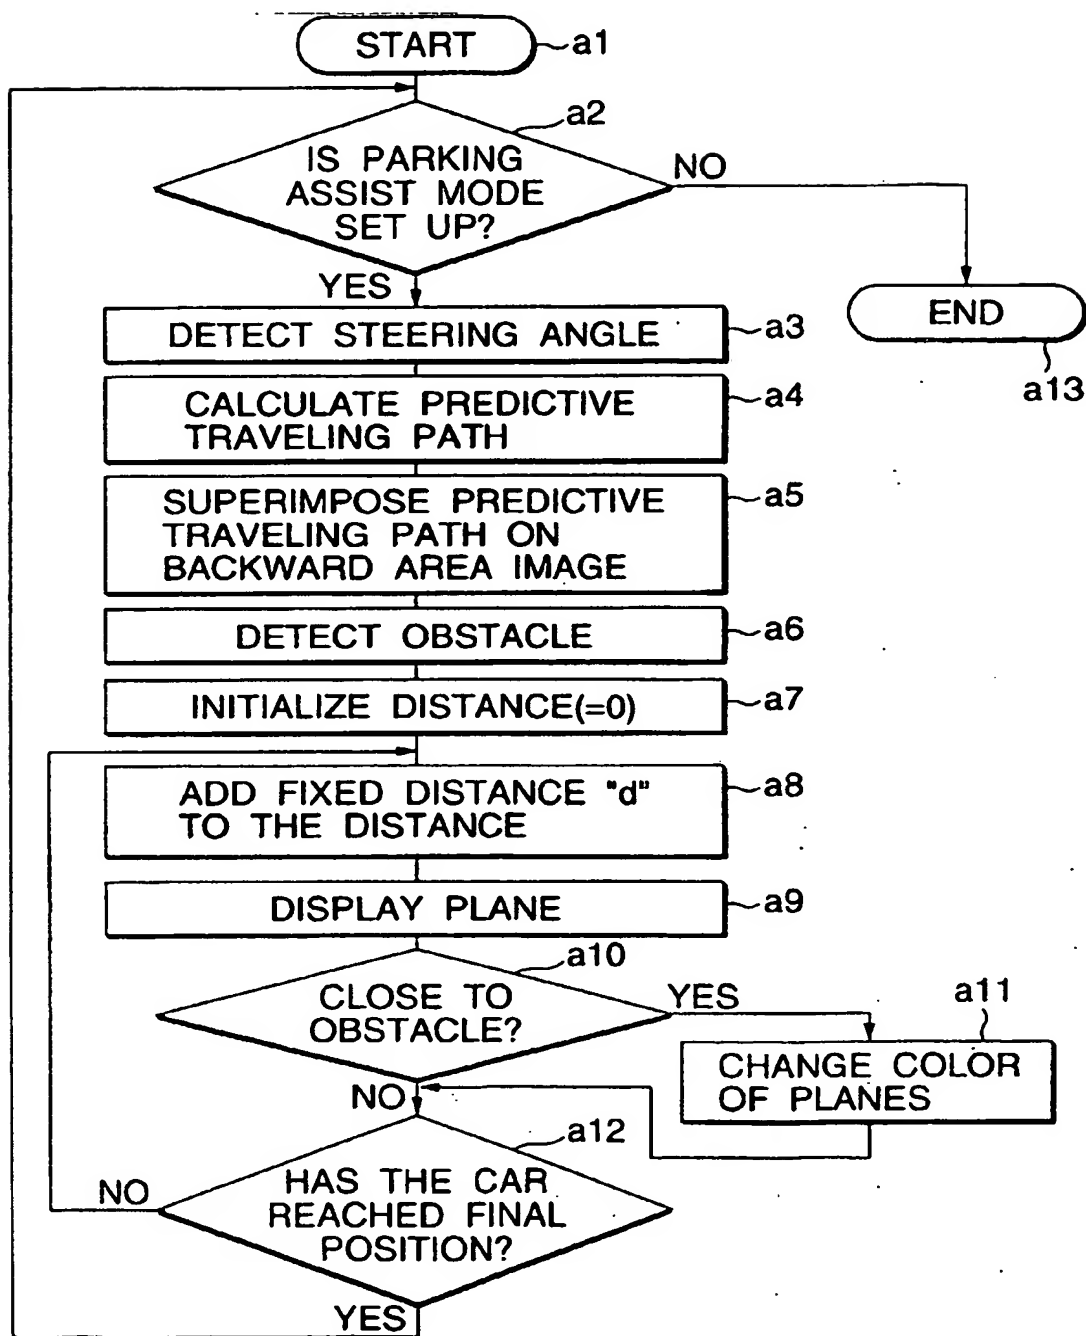 START
a1
a2
IS PARKING
ASSIST MODE
SET UP?
NO
YES
DETECT STEERING ANGLE
a3
END
a13
CALCULATE PREDICTIVE
TRAVELING PATH
a4
SUPERIMPOSE PREDICTIVE
TRAVELING PATH ON
BACKWARD AREA IMAGE
a5
DETECT OBSTACLE
a6
INITIALIZE DISTANCE(=0)
a7
ADD FIXED DISTANCE "d"
TO THE DISTANCE
a8
DISPLAY PLANE
a9
a10
CLOSE TO
OBSTACLE?
YES
a11
CHANGE COLOR
OF PLANES
NO
a12
HAS THE CAR
REACHED FINAL
POSITION?
NO
YES